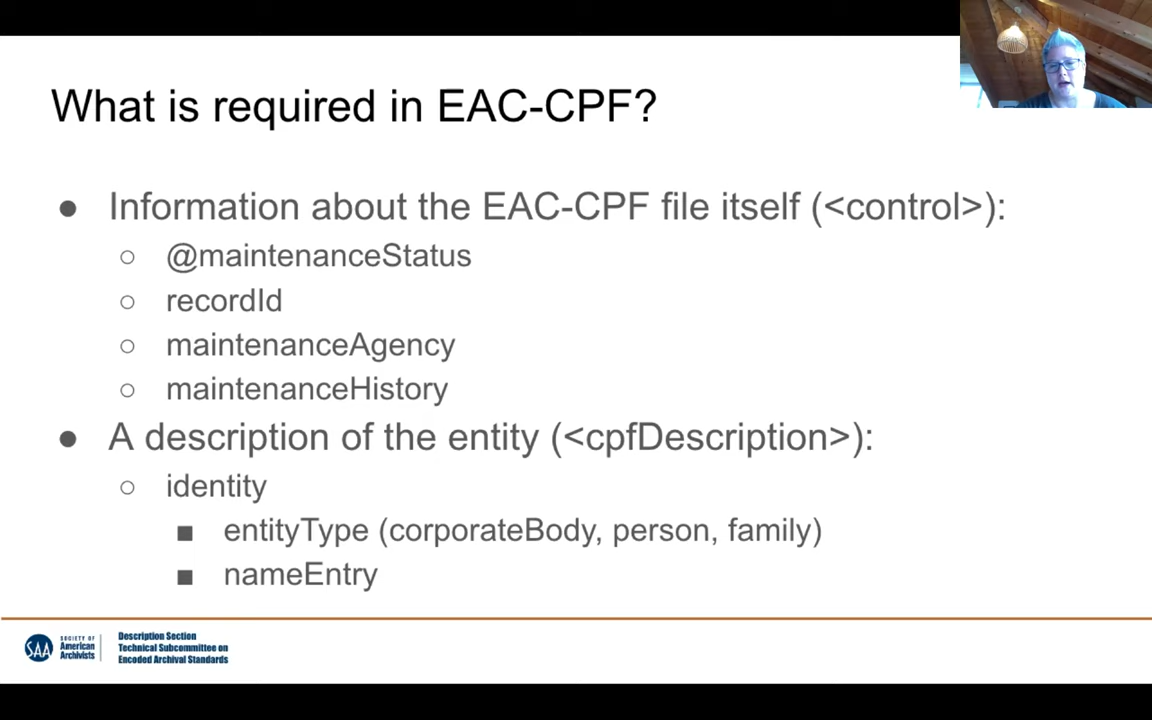 What is required in EAC-CPF?
● Information about the EAC-CPF file itself (<control>):
○ @maintenanceStatus
○ recordId
○ maintenanceAgency
○ maintenanceHistory
● A description of the entity (<cpfDescription>):
○ identity
■ entityType (corporateBody, person, family)
■ nameEntry
SAA
SOCIETY OF
American
Archivists
Description Section
Technical Subcommittee on
Encoded Archival Standards